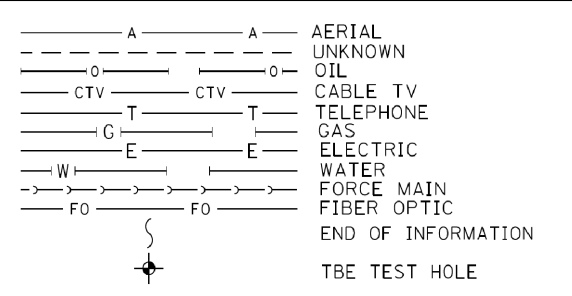 A A AERIAL
UNKNOWN
O O OIL
CTV CTV CABLE TV
T T TELEPHONE
G GAS
E E ELECTRIC
W WATER
FORCE MAIN
FO FO FIBER OPTIC
END OF INFORMATION
TBE TEST HOLE